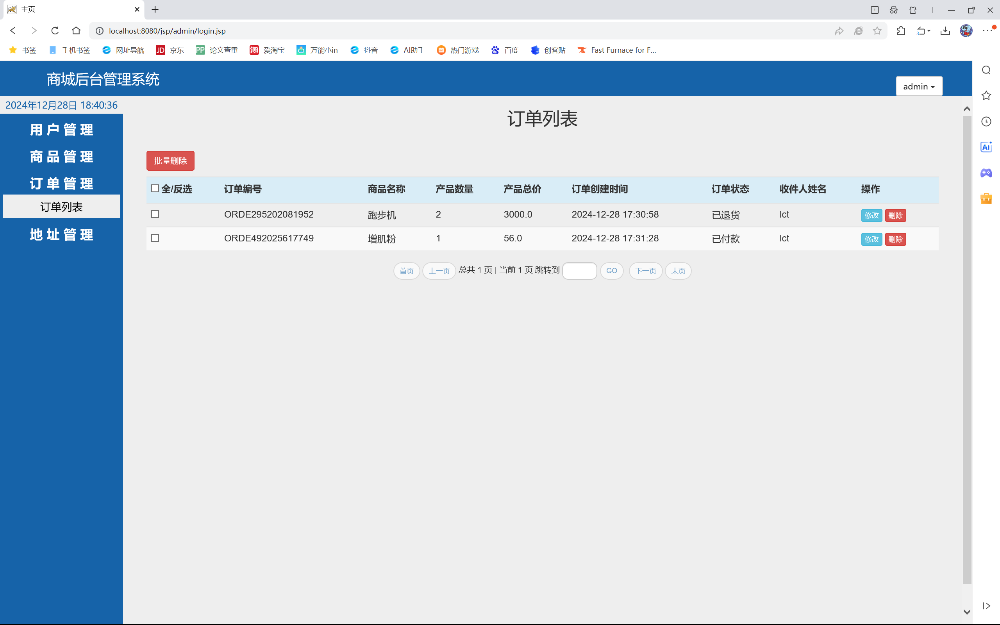 主页
localhost:8080/jsp/admin/login.jsp
书签 手机书签 网址导航 JD 京东 PP 论文查重 淘 爱淘宝 万能小in 抖音 AI助手 热门游戏 du 百度 创客贴 Fast Furnace for F...
商城后台管理系统
admin
2024年12月28日 18:40:36
用 户 管 理
商 品 管 理
订 单 管 理
订单列表
地 址 管 理
订单列表
批量删除
全/反选 订单编号 商品名称 产品数量 产品总价 订单创建时间 订单状态 收件人姓名 操作
ORDE295202081952 跑步机 2 3000.0 2024-12-28 17:30:58 已退货 lct 修改 删除
ORDE492025617749 增肌粉 1 56.0 2024-12-28 17:31:28 已付款 lct 修改 删除
首页 上一页 总共 1 页 | 当前 1 页 跳转到 GO 下一页 末页